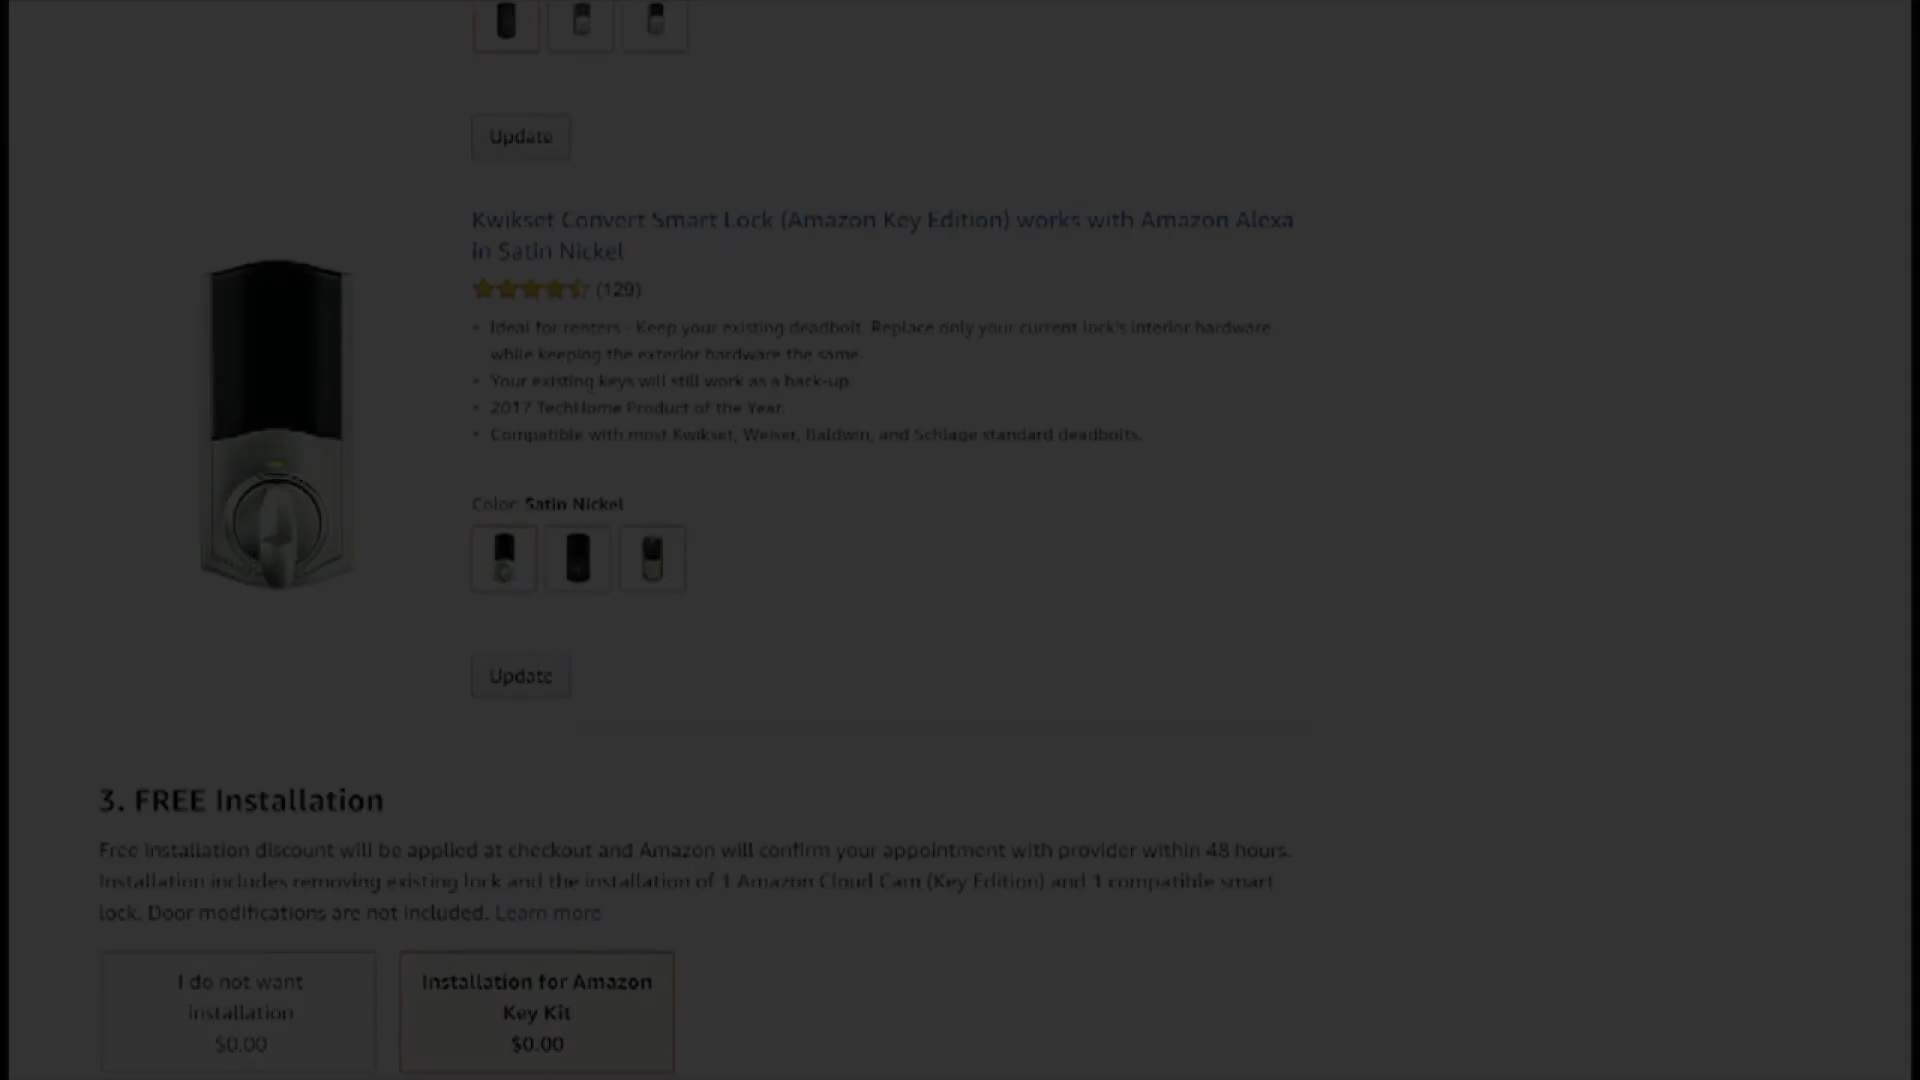 Update
Kwikset Convert Smart Lock (Amazon Key Edition) works with Amazon Alexa
in Satin Nickel
(129)
• Ideal for renters - Keep your existing deadbolt. Replace only your current lock's interior hardware
while keeping the exterior hardware the same.
• Your existing keys will still work as a back-up.
• 2017 TechHome Product of the Year.
• Compatible with most Kwikset, Weiser, Baldwin, and Schlage standard deadbolts.
Color: Satin Nickel
Update
3. FREE Installation
Free installation discount will be applied at checkout and Amazon will confirm your appointment with provider within 48 hours.
Installation includes removing existing lock and the installation of 1 Amazon Cloud Cam (Key Edition) and 1 compatible smart
lock. Door modifications are not included. Learn more
I do not want
installation
$0.00
Installation for Amazon
Key Kit
$0.00